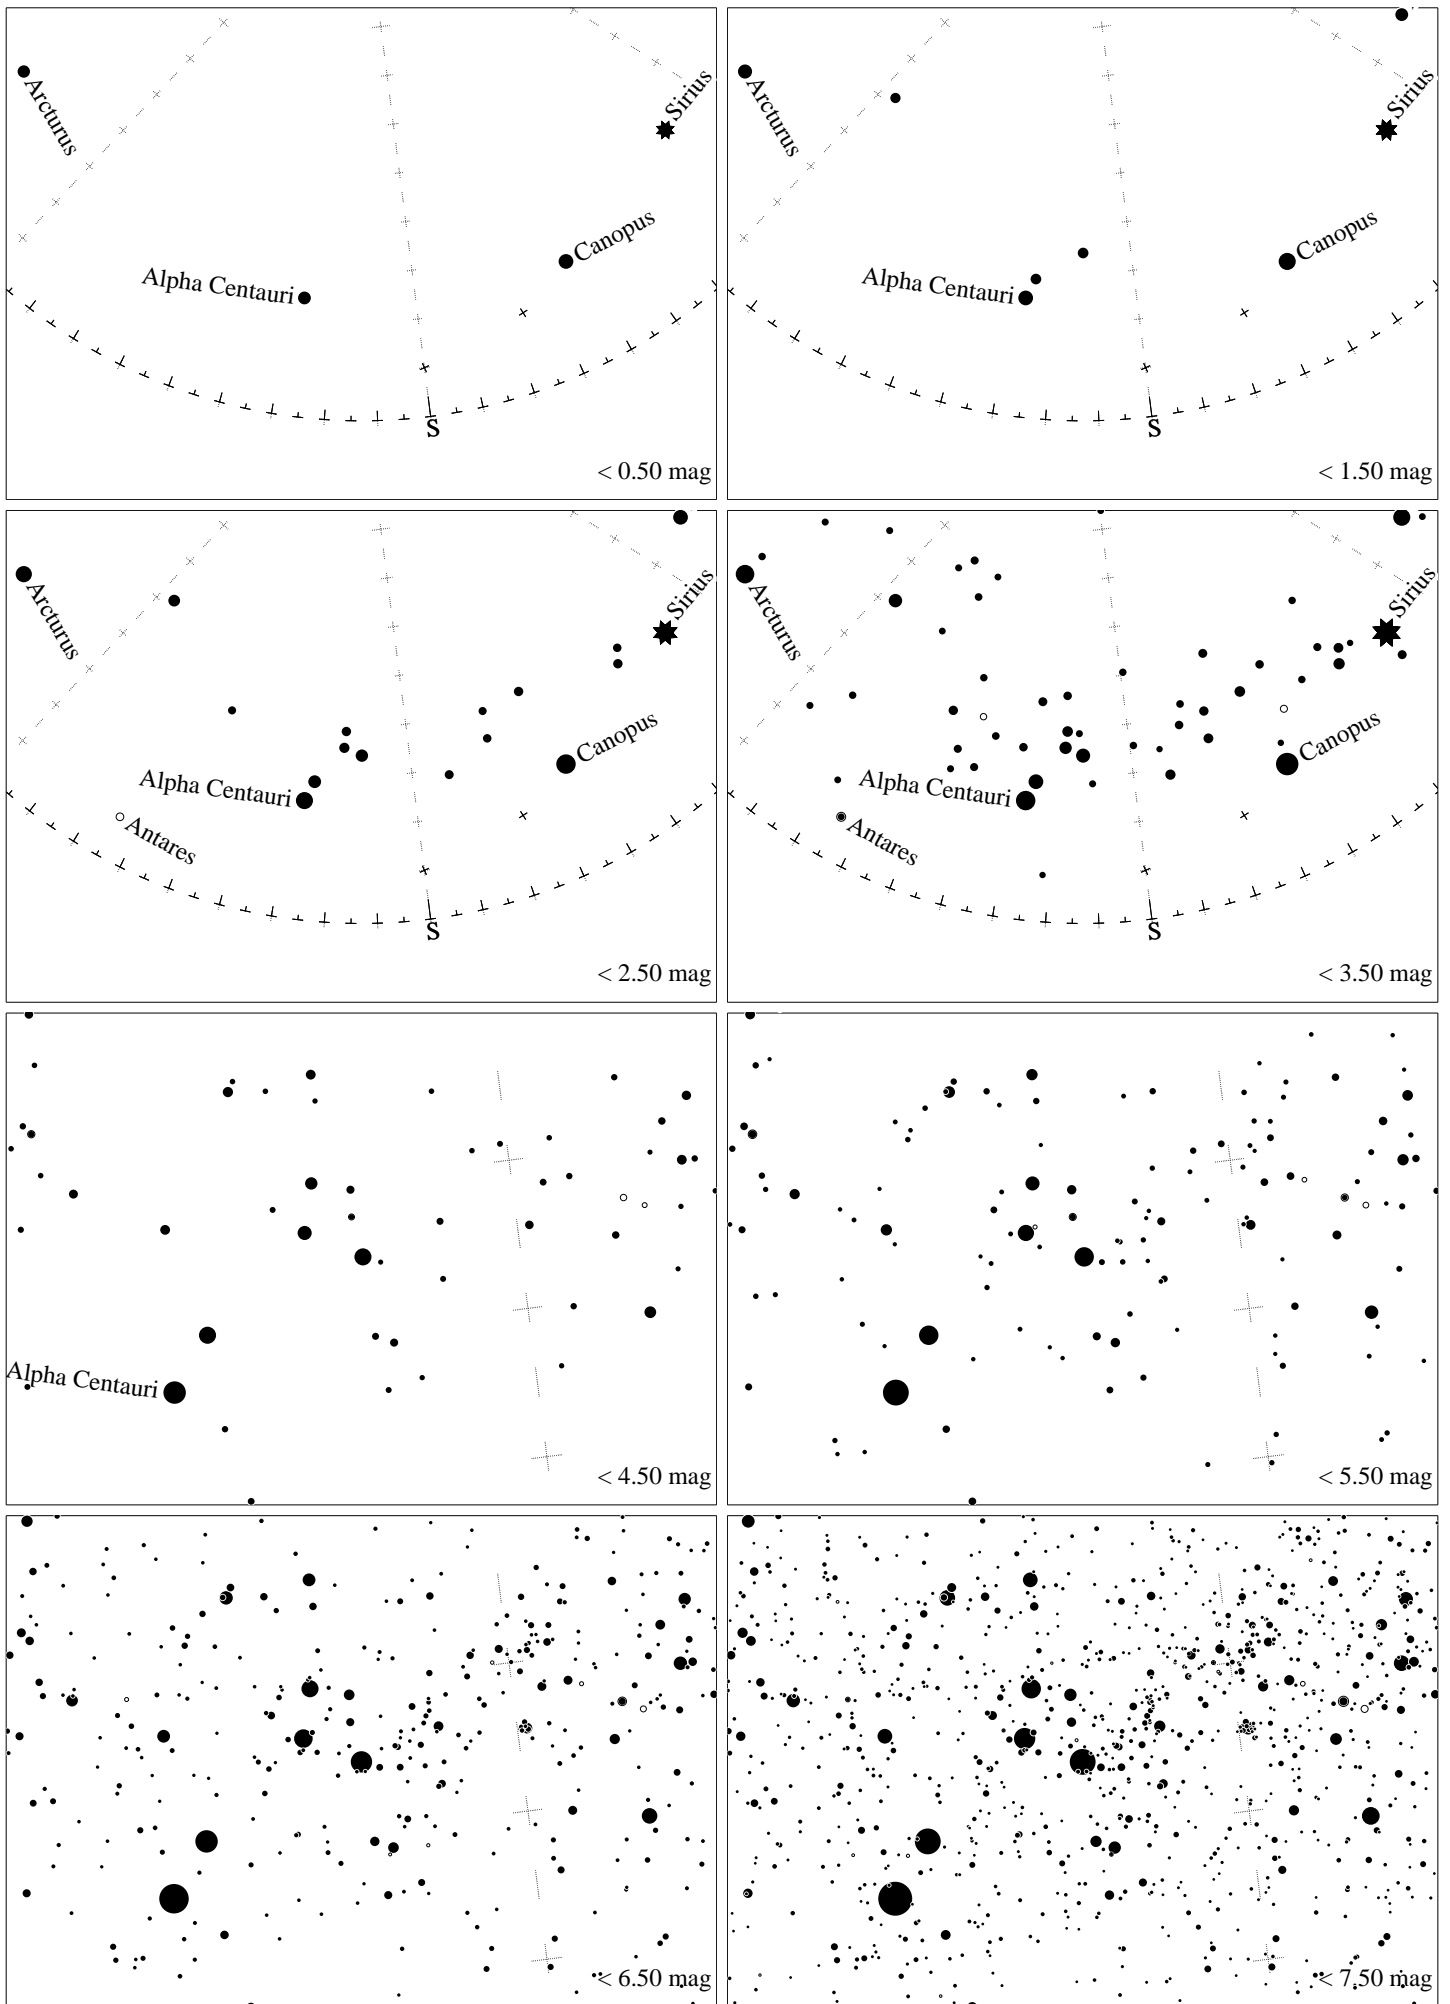 Arcturus
Sirius
Canopus
Alpha Centauri
S
< 0.50 mag
Arcturus
Sirius
Canopus
Alpha Centauri
S
< 1.50 mag
Arcturus
Sirius
Canopus
Alpha Centauri
Antares
S
< 2.50 mag
Arcturus
Sirius
Canopus
Alpha Centauri
Antares
S
< 3.50 mag
Alpha Centauri
< 4.50 mag
< 5.50 mag
< 6.50 mag
< 7.50 mag